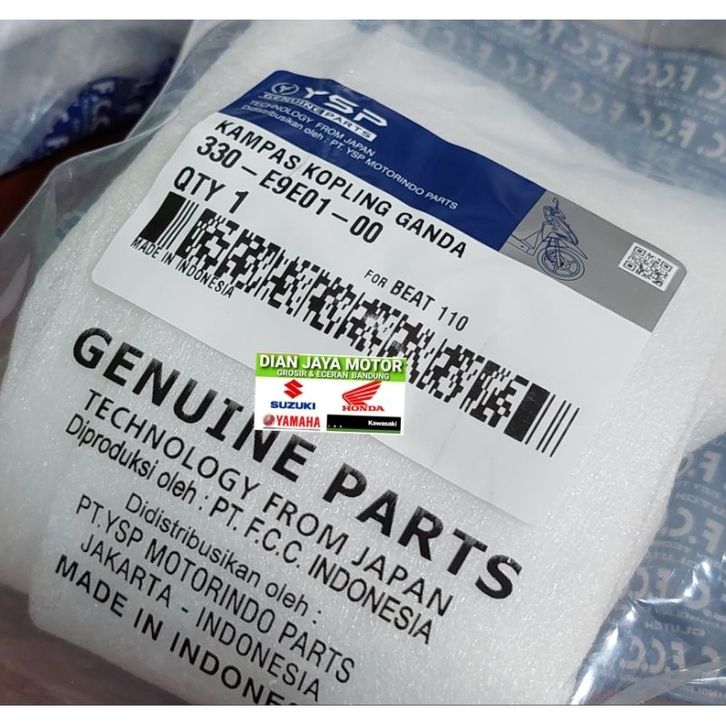 YSP
GENUINE PARTS
TECHNOLOGY FROM JAPAN
Didistribusikan oleh : PT. YSP MOTORINDO PARTS
KAMPAS KOPLING GANDA
330-E9E01-00
QTY 1
MADE IN INDONESIA
FOR BEAT 110
DIAN JAYA MOTOR
GROSIR & ECERAN BANDUNG
SUZUKI
HONDA
YAMAHA
...
Kawasaki
GENUINE PARTS
TECHNOLOGY FROM JAPAN
Diproduksi oleh : PT. F.C.C. INDONESIA
Didistribusikan oleh :
PT.YSP MOTORINDO PARTS
JAKARTA - INDONESIA
MADE IN INDONES
F.C.C.
F.C.C.
F.C.C.
CLUTCH
F.C.C.